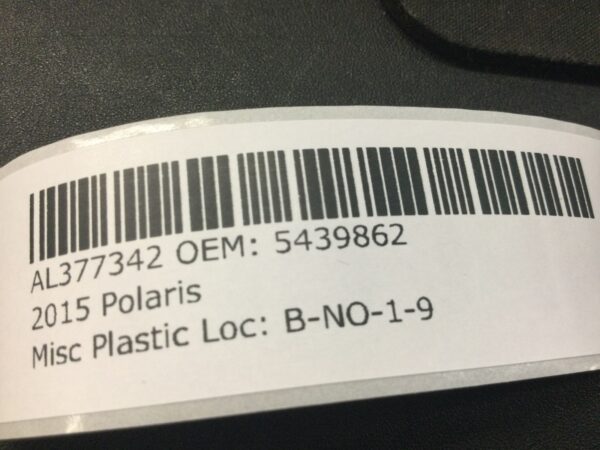 AL377342 OEM: 5439862
2015 Polaris
Misc Plastic Loc: B-NO-1-9